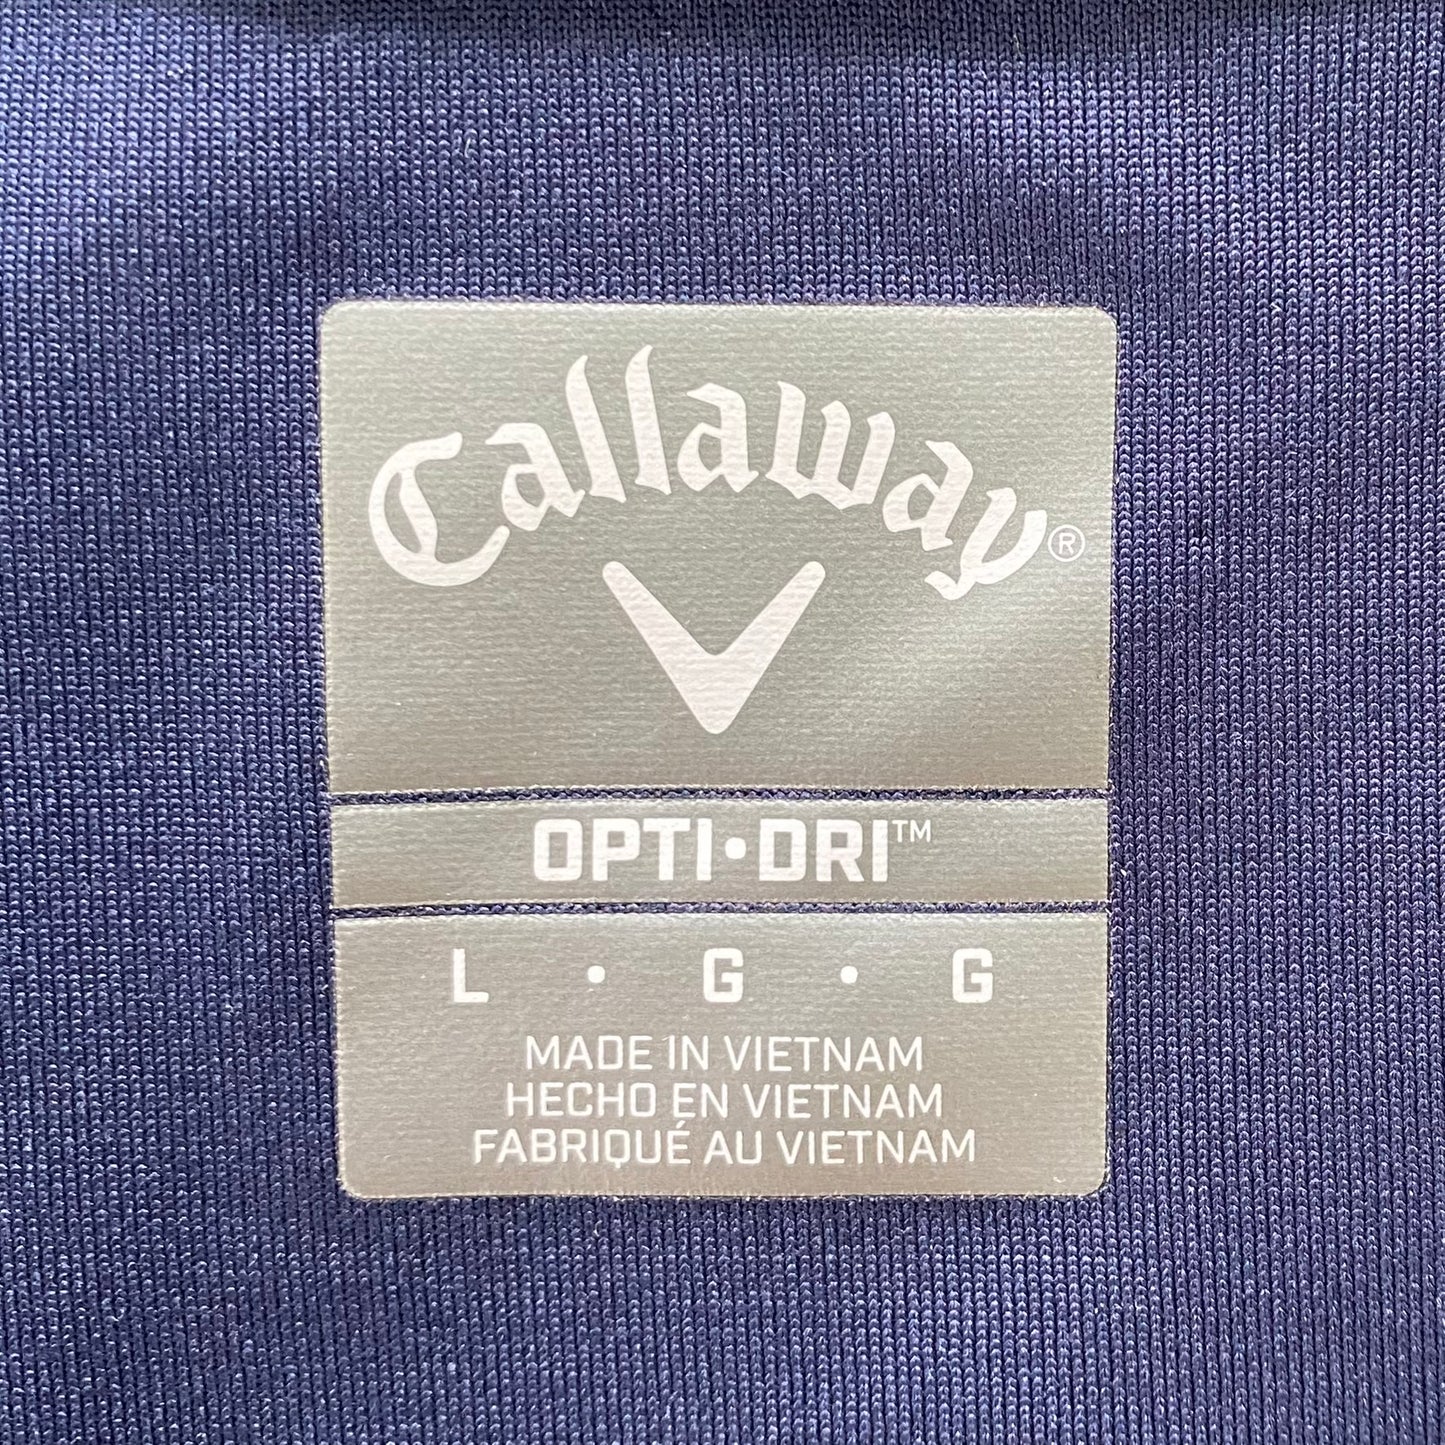 Callaway®
OPTI•DRI™
L • G • G
MADE IN VIETNAM
HECHO EN VIETNAM
FABRIQUÉ AU VIETNAM